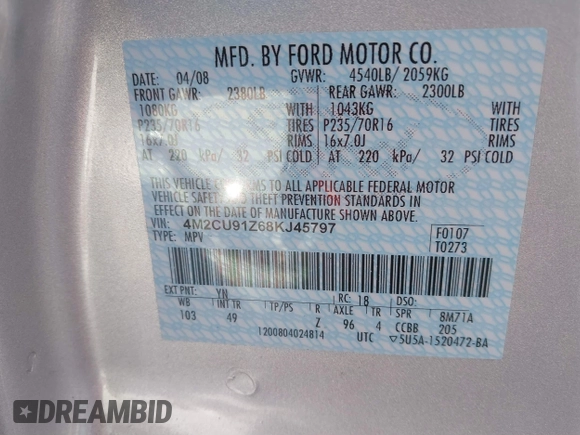 MFD. BY FORD MOTOR CO.
DATE: 04/08 GVWR: 4540LB/ 2059KG
FRONT GAWR: 2380LB REAR GAWR: 2300LB
1080KG WITH 1043KG WITH
P235/70R16 TIRES P235/70R16 TIRES
16x7.0J RIMS 16x7.0J RIMS
AT 220 kPa/ 32 PSI COLD AT 220 kPa/ 32 PSI COLD
THIS VEHICLE CONFORMS TO ALL APPLICABLE FEDERAL MOTOR
VEHICLE SAFETY AND THEFT PREVENTION STANDARDS IN
EFFECT ON THE DATE OF MANUFACTURE SHOWN ABOVE.
VIN: 4M2CU91Z68KJ45797 F0107
TYPE: MPV T0273
EXT PNT: YN RC: 18 DSO:
WB INT TR TP/PS R AXLE TR SPR 8M71A
103 49 Z 96 4 CCBB 205
1200804024814 UTC ▽5U5A-1520472-BA
DREAMBID